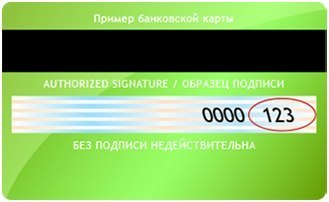 Пример банковской карты
AUTHORIZED SIGNATURE / ОБРАЗЕЦ ПОДПИСИ
0000 123
БЕЗ ПОДПИСИ НЕДЕЙСТВИТЕЛЬНА